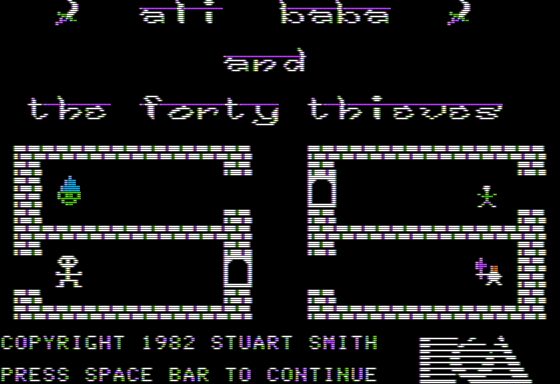 ali baba
and
the forty thieves
COPYRIGHT 1982 STUART SMITH
PRESS SPACE BAR TO CONTINUE